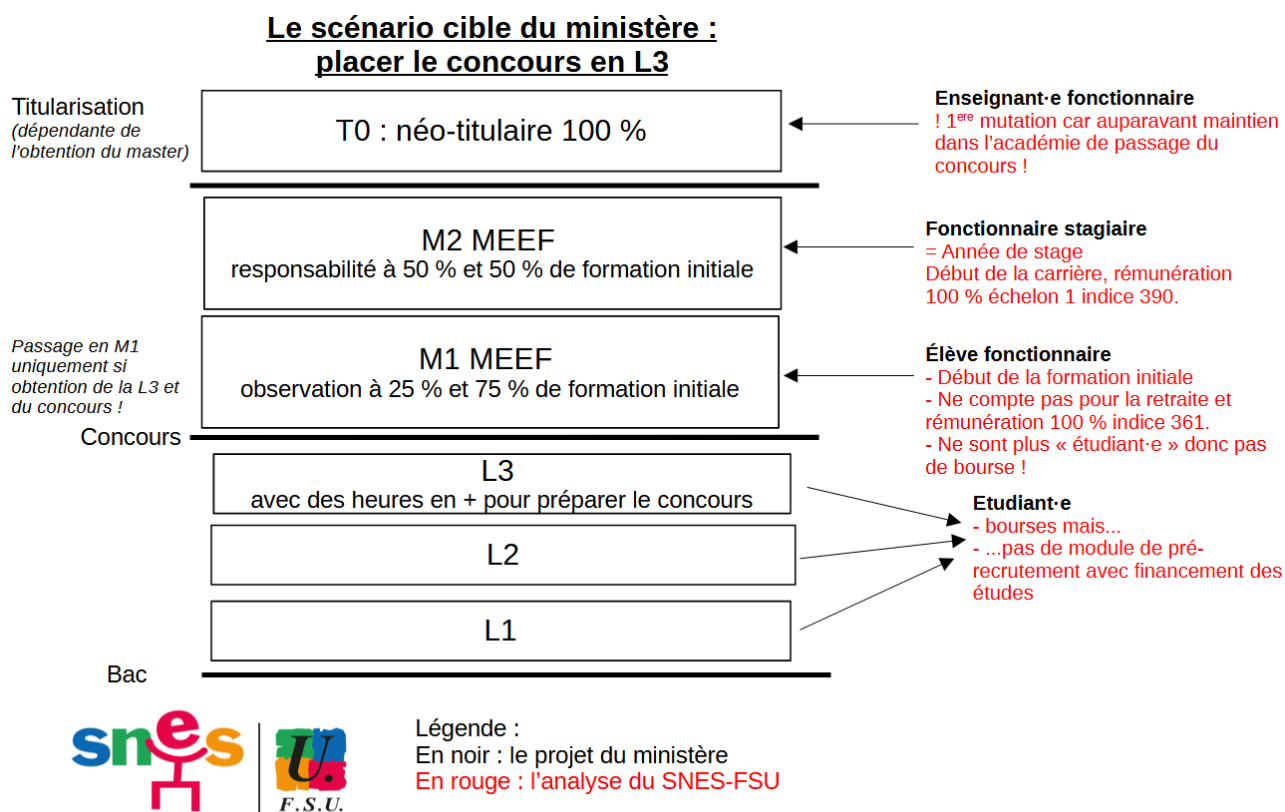 Le scénario cible du ministère :
placer le concours en L3
Titularisation
(dépendante de
l'obtention du master)
T0 : néo-titulaire 100 %
Enseignant·e fonctionnaire
! 1ere mutation car auparavant maintien
dans l'académie de passage du
concours !
M2 MEEF
responsabilité à 50 % et 50 % de formation initiale
Fonctionnaire stagiaire
= Année de stage
Début de la carrière, rémunération
100 % échelon 1 indice 390.
Passage en M1
uniquement si
obtention de la L3 et
du concours !
M1 MEEF
observation à 25 % et 75 % de formation initiale
Élève fonctionnaire
- Début de la formation initiale
- Ne compte pas pour la retraite et
rémunération 100 % indice 361.
- Ne sont plus « étudiant·e » donc pas
de bourse !
Concours
L3
avec des heures en + pour préparer le concours
L2
L1
Etudiant·e
- bourses mais...
- ...pas de module de pré-
recrutement avec financement des
études
Bac
snes
U.
F.S.U.
Légende :
En noir : le projet du ministère
En rouge : l'analyse du SNES-FSU